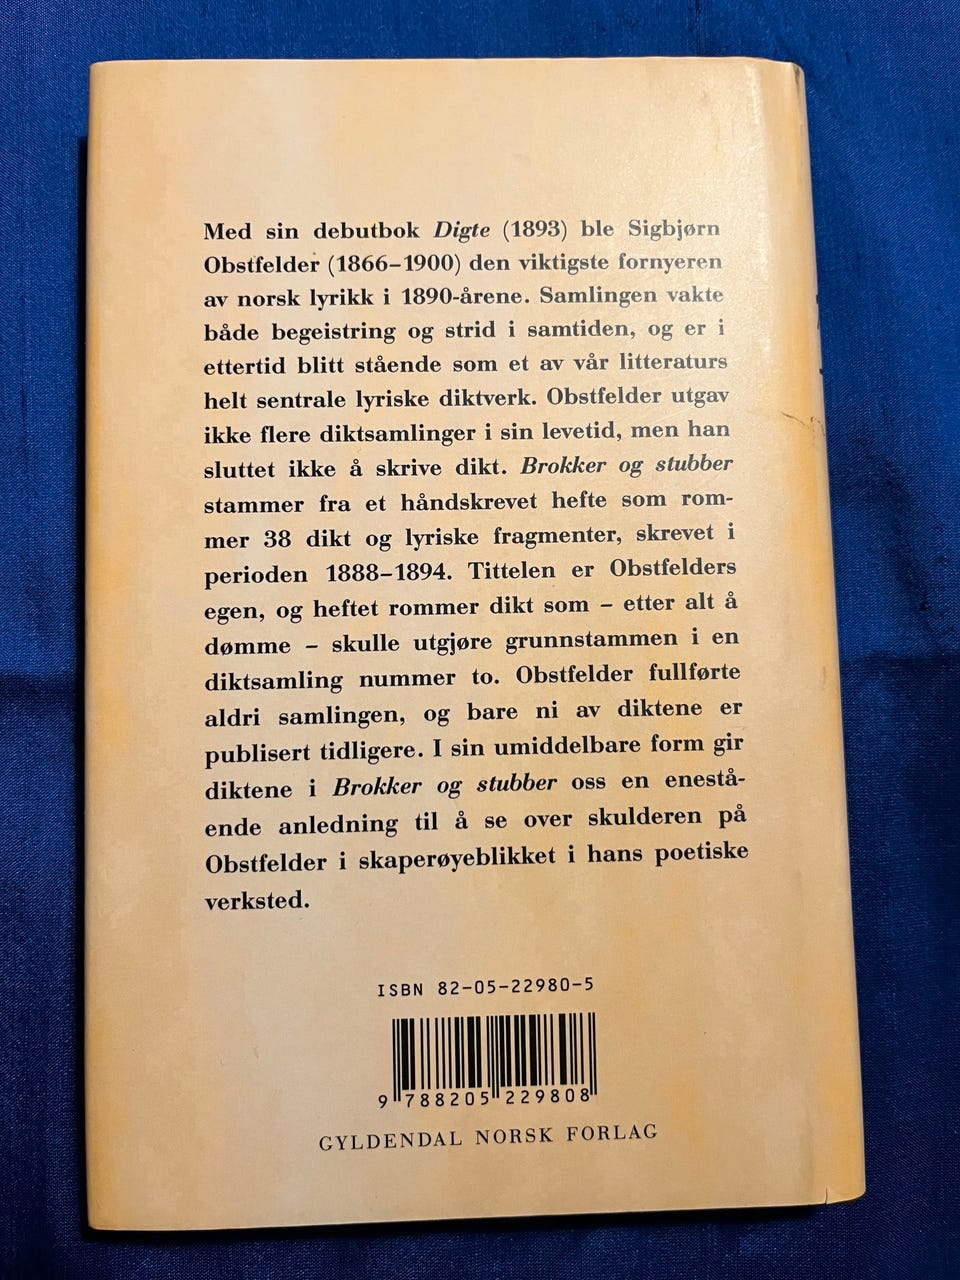 Med sin debutbok Digte (1893) ble Sigbjørn
Obstfelder (1866–1900) den viktigste fornyeren
av norsk lyrikk i 1890-årene. Samlingen vakte
både begeistring og strid i samtiden, og er i
ettertid blitt stående som et av vår litteraturs
helt sentrale lyriske diktverk. Obstfelder utgav
ikke flere diktsamlinger i sin levetid, men han
sluttet ikke å skrive dikt. Brokker og stubber
stammer fra et håndskrevet hefte som rom-
mer 38 dikt og lyriske fragmenter, skrevet i
perioden 1888–1894. Tittelen er Obstfelders
egen, og heftet rommer dikt som – etter alt å
dømme – skulle utgjøre grunnstammen i en
diktsamling nummer to. Obstfelder fullførte
aldri samlingen, og bare ni av diktene er
publisert tidligere. I sin umiddelbare form gir
diktene i Brokker og stubber oss en enestå-
ende anledning til å se over skulderen på
Obstfelder i skaperøyeblikket i hans poetiske
verksted.
ISBN 82-05-22980-5
9 788205 229808
GYLDENDAL NORSK FORLAG